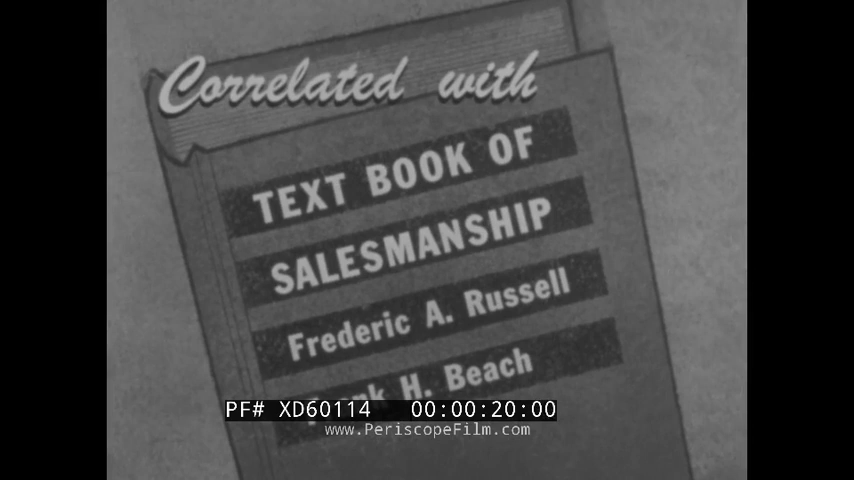 Correlated with
TEXT BOOK OF
SALESMANSHIP
Frederic A. Russell
H. Beach
PF# XD60114 00:00:20:00
www.PeriscopeFilm.com